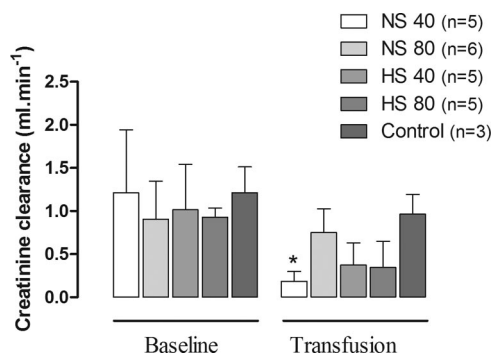 NS 40 (n=5)
NS 80 (n=6)
HS 40 (n=5)
HS 80 (n=5)
Control (n=3)
Creatinine clearance (ml.min⁻¹)
2.5
2.0
1.5
1.0
0.5
0.0
*
Baseline
Transfusion